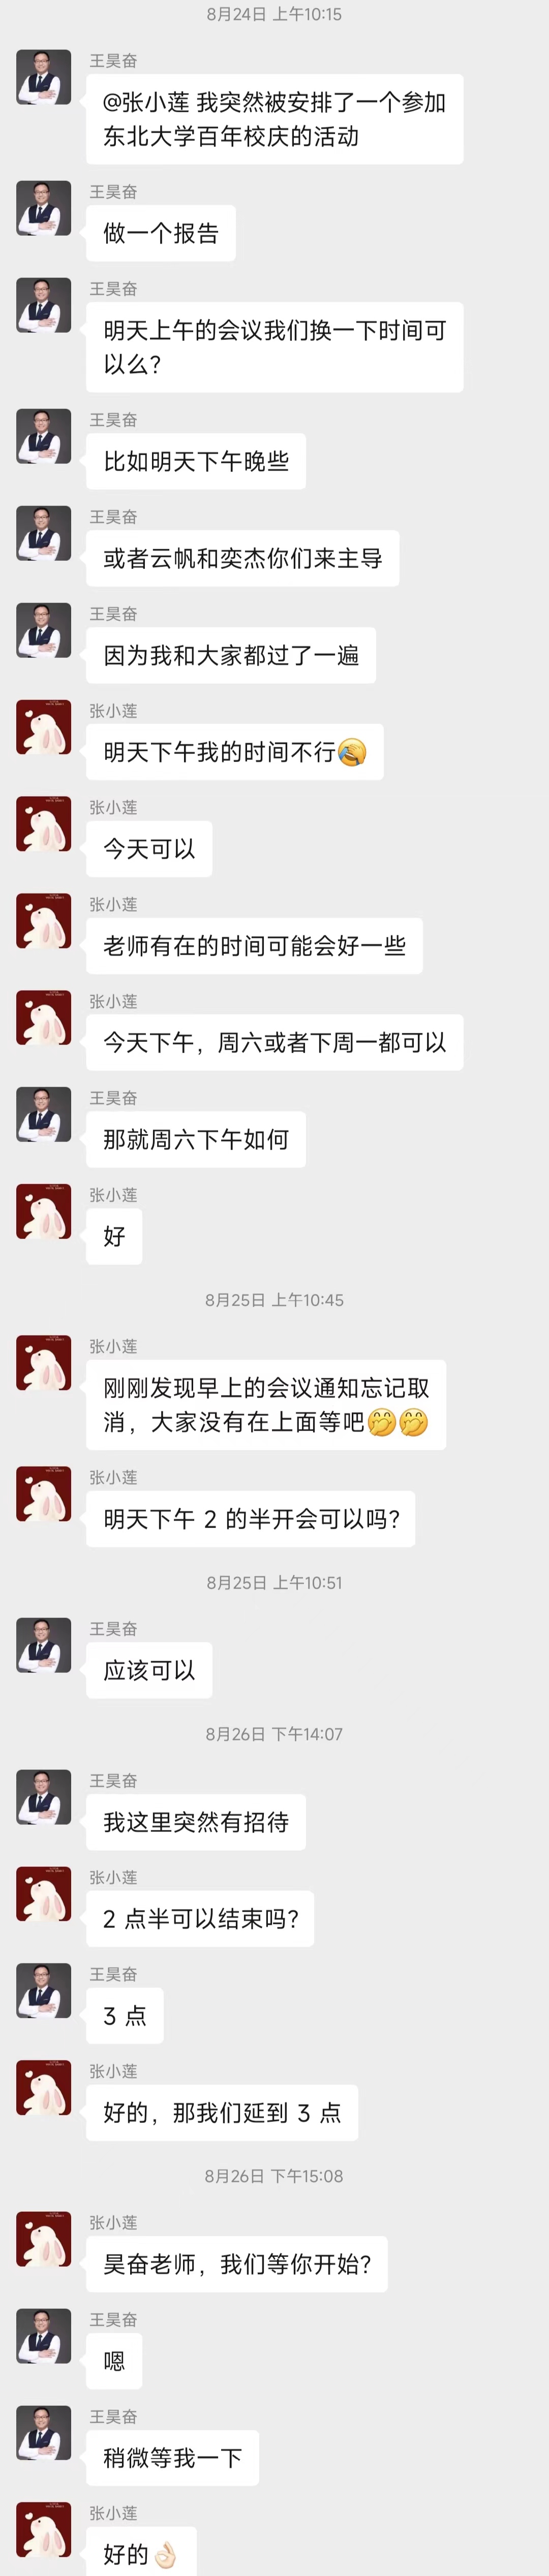 8月24日 上午10:15
王昊奋
@张小莲 我突然被安排了一个参加
东北大学百年校庆的活动
王昊奋
做一个报告
王昊奋
明天上午的会议我们换一下时间可
以么？
王昊奋
比如明天下午晚些
王昊奋
或者云帆和奕杰你们来主导
王昊奋
因为我和大家都过了一遍
张小莲
明天下午我的时间不行🤣
张小莲
今天可以
张小莲
老师有在的时间可能会好一些
张小莲
今天下午，周六或者下周一都可以
王昊奋
那就周六下午如何
张小莲
好
8月25日 上午10:45
张小莲
刚刚发现早上的会议通知忘记取
消，大家没有在上面等吧🤭🤭
张小莲
明天下午 2 的半开会可以吗？
8月25日 上午10:51
王昊奋
应该可以
8月26日 下午14:07
王昊奋
我这里突然有招待
张小莲
2 点半可以结束吗？
王昊奋
3 点
张小莲
好的，那我们延到 3 点
8月26日 下午15:08
张小莲
昊奋老师，我们等你开始？
王昊奋
嗯
王昊奋
稍微等我一下
张小莲
好的👌🏻